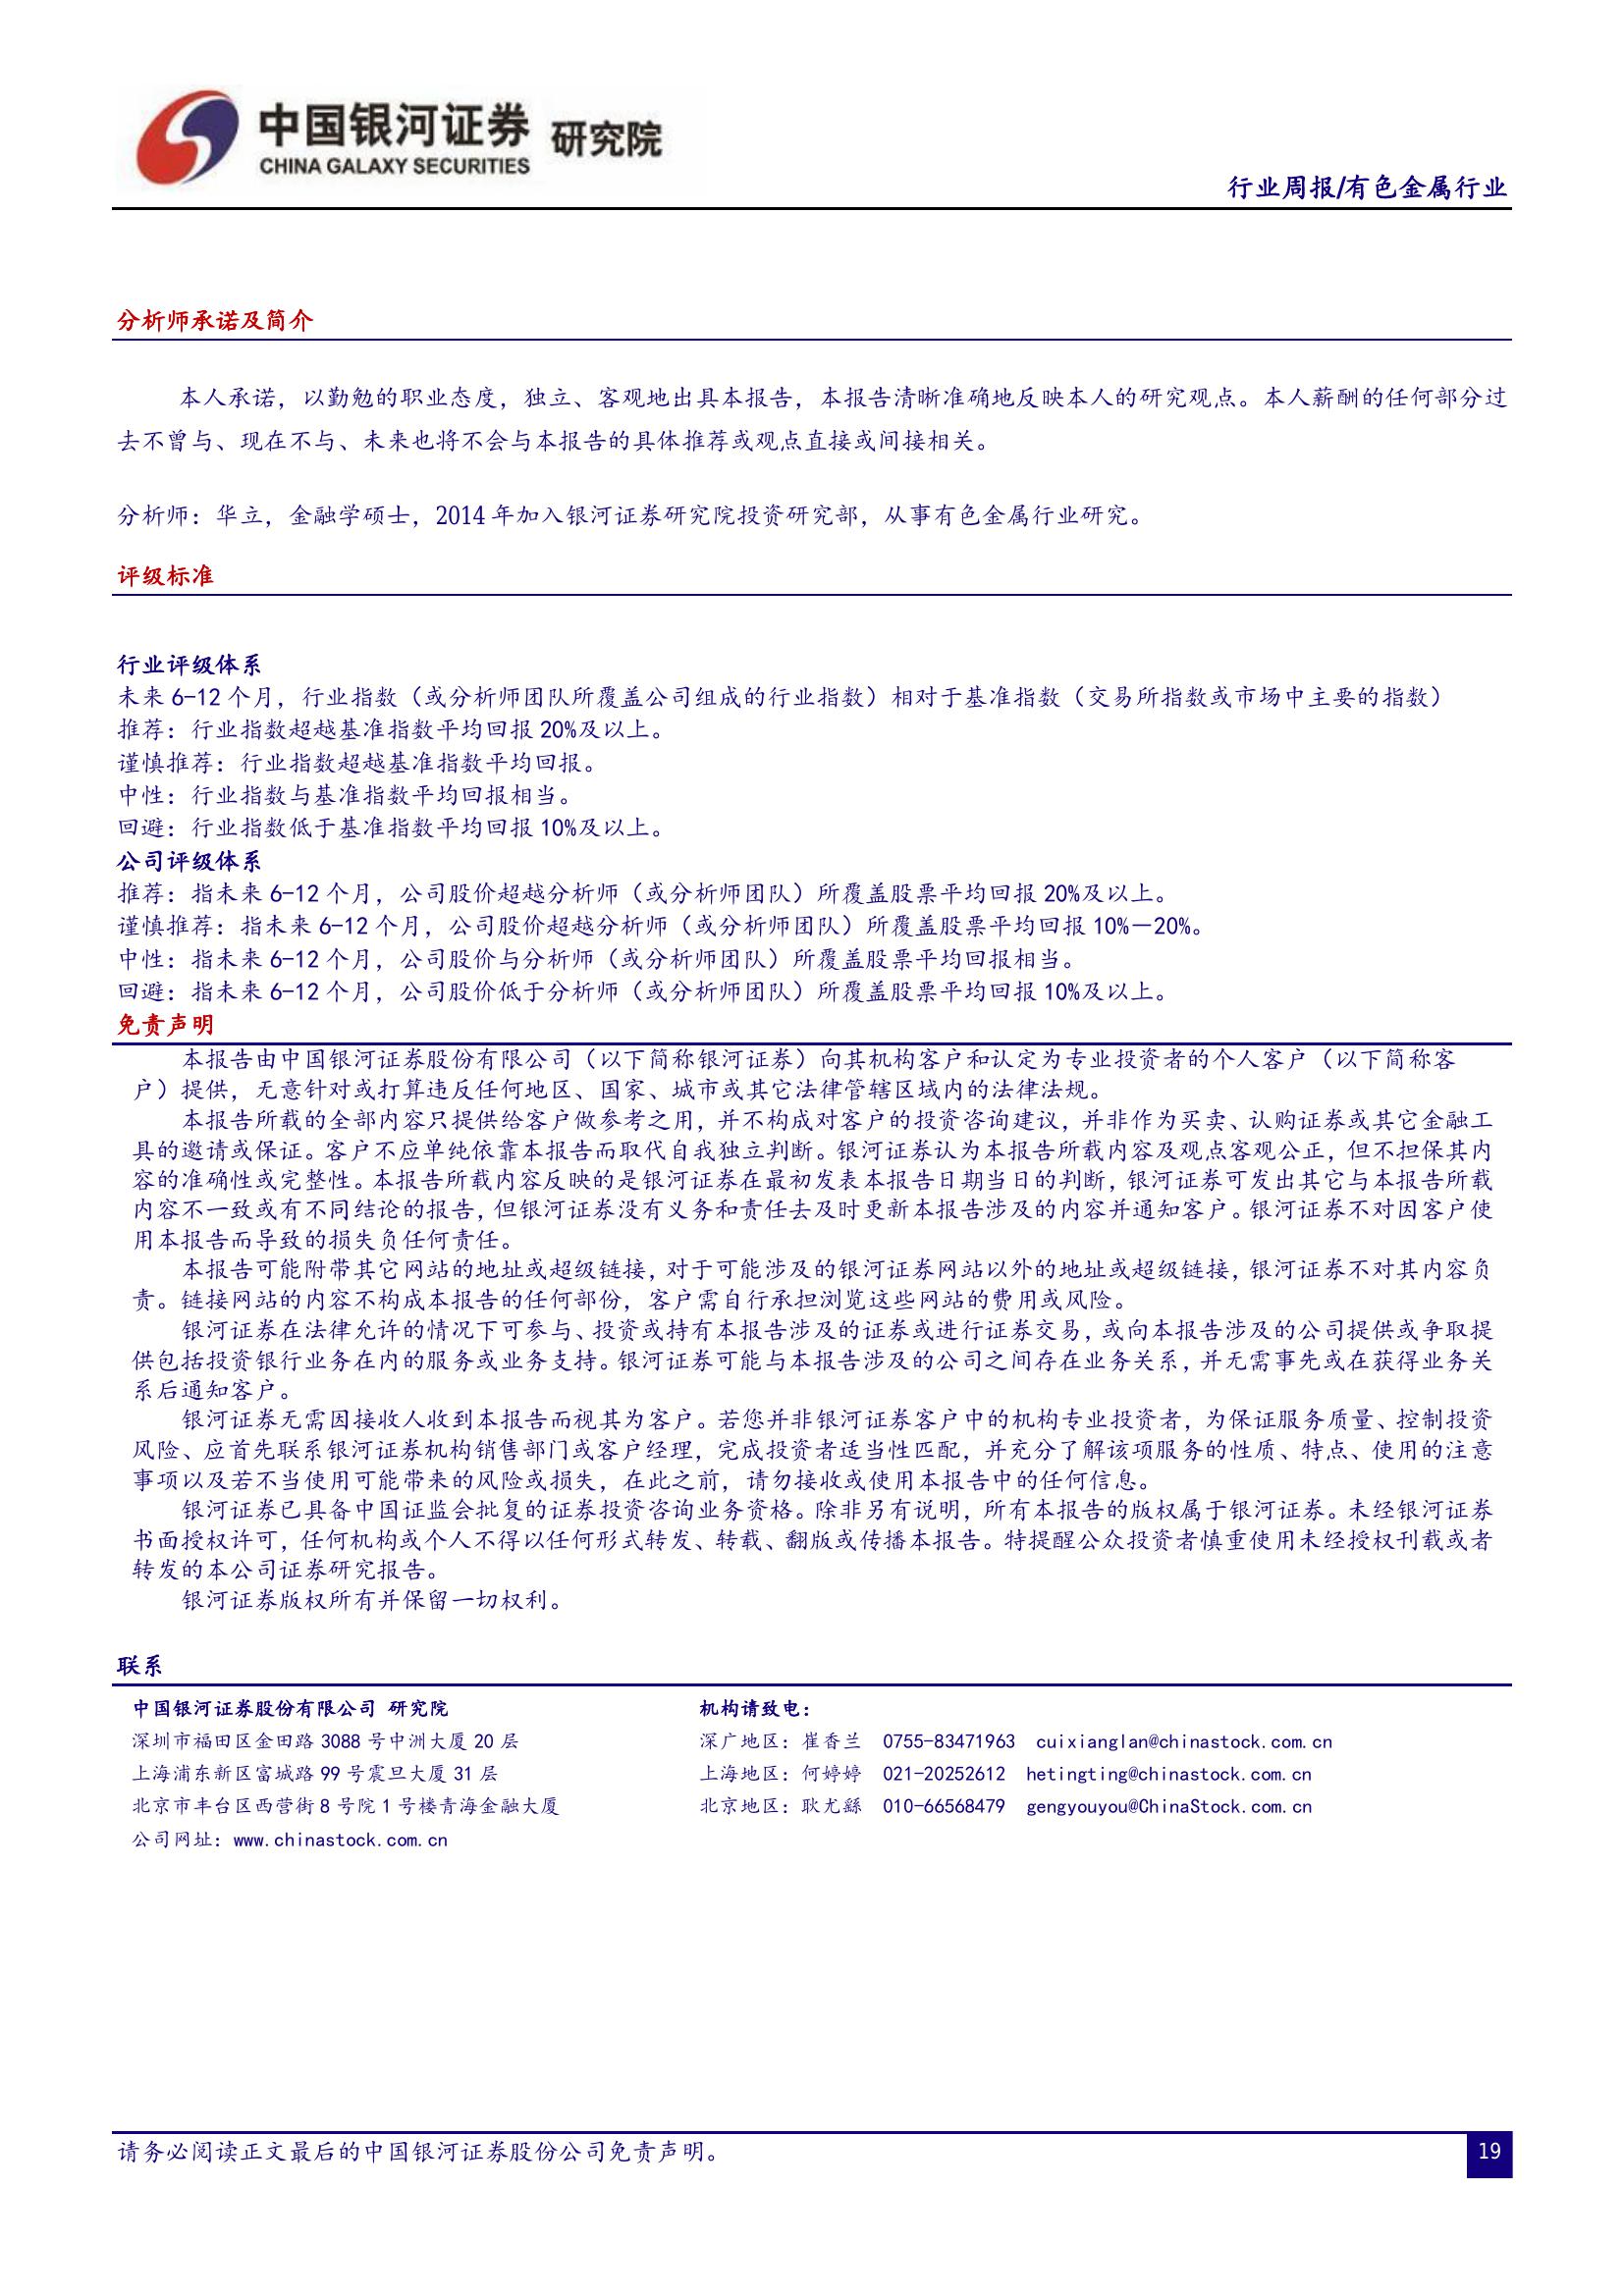 中国银河证券 研究院
CHINA GALAXY SECURITIES
行业周报/有色金属行业
分析师承诺及简介
本人承诺，以勤勉的职业态度，独立、客观地出具本报告，本报告清晰准确地反映本人的研究观点。本人薪酬的任何部分过
去不曾与、现在不与、未来也将不会与本报告的具体推荐或观点直接或间接相关。
分析师：华立，金融学硕士，2014 年加入银河证券研究院投资研究部，从事有色金属行业研究。
评级标准
行业评级体系
未来 6-12 个月，行业指数（或分析师团队所覆盖公司组成的行业指数）相对于基准指数（交易所指数或市场中主要的指数）
推荐：行业指数超越基准指数平均回报 20%及以上。
谨慎推荐：行业指数超越基准指数平均回报。
中性：行业指数与基准指数平均回报相当。
回避：行业指数低于基准指数平均回报 10%及以上。
公司评级体系
推荐：指未来 6-12 个月，公司股价超越分析师（或分析师团队）所覆盖股票平均回报 20%及以上。
谨慎推荐：指未来 6-12 个月，公司股价超越分析师（或分析师团队）所覆盖股票平均回报 10%－20%。
中性：指未来 6-12 个月，公司股价与分析师（或分析师团队）所覆盖股票平均回报相当。
回避：指未来 6-12 个月，公司股价低于分析师（或分析师团队）所覆盖股票平均回报 10%及以上。
免责声明
本报告由中国银河证券股份有限公司（以下简称银河证券）向其机构客户和认定为专业投资者的个人客户（以下简称客
户）提供，无意针对或打算违反任何地区、国家、城市或其它法律管辖区域内的法律法规。
本报告所载的全部内容只提供给客户做参考之用，并不构成对客户的投资咨询建议，并非作为买卖、认购证券或其它金融工
具的邀请或保证。客户不应单纯依靠本报告而取代自我独立判断。银河证券认为本报告所载内容及观点客观公正，但不担保其内
容的准确性或完整性。本报告所载内容反映的是银河证券在最初发表本报告日期当日的判断，银河证券可发出其它与本报告所载
内容不一致或有不同结论的报告，但银河证券没有义务和责任去及时更新本报告涉及的内容并通知客户。银河证券不对因客户使
用本报告而导致的损失负任何责任。
本报告可能附带其它网站的地址或超级链接，对于可能涉及的银河证券网站以外的地址或超级链接，银河证券不对其内容负
责。链接网站的内容不构成本报告的任何部份，客户需自行承担浏览这些网站的费用或风险。
银河证券在法律允许的情况下可参与、投资或持有本报告涉及的证券或进行证券交易，或向本报告涉及的公司提供或争取提
供包括投资银行业务在内的服务或业务支持。银河证券可能与本报告涉及的公司之间存在业务关系，并无需事先或在获得业务关
系后通知客户。
银河证券无需因接收人收到本报告而视其为客户。若您并非银河证券客户中的机构专业投资者，为保证服务质量、控制投资
风险、应首先联系银河证券机构销售部门或客户经理，完成投资者适当性匹配，并充分了解该项服务的性质、特点、使用的注意
事项以及若不当使用可能带来的风险或损失，在此之前，请勿接收或使用本报告中的任何信息。
银河证券已具备中国证监会批复的证券投资咨询业务资格。除非另有说明，所有本报告的版权属于银河证券。未经银河证券
书面授权许可，任何机构或个人不得以任何形式转发、转载、翻版或传播本报告。特提醒公众投资者慎重使用未经授权刊载或者
转发的本公司证券研究报告。
银河证券版权所有并保留一切权利。
联系
中国银河证券股份有限公司 研究院
深圳市福田区金田路 3088 号中洲大厦 20 层
上海浦东新区富城路 99 号震旦大厦 31 层
北京市丰台区西营街 8 号院 1 号楼青海金融大厦
公司网址：www.chinastock.com.cn
机构请致电：
深广地区：崔香兰 0755-83471963 cuixianglan@chinastock.com.cn
上海地区：何婷婷 021-20252612 hetingting@chinastock.com.cn
北京地区：耿尤繇 010-66568479 gengyouyou@ChinaStock.com.cn
请务必阅读正文最后的中国银河证券股份公司免责声明。
19